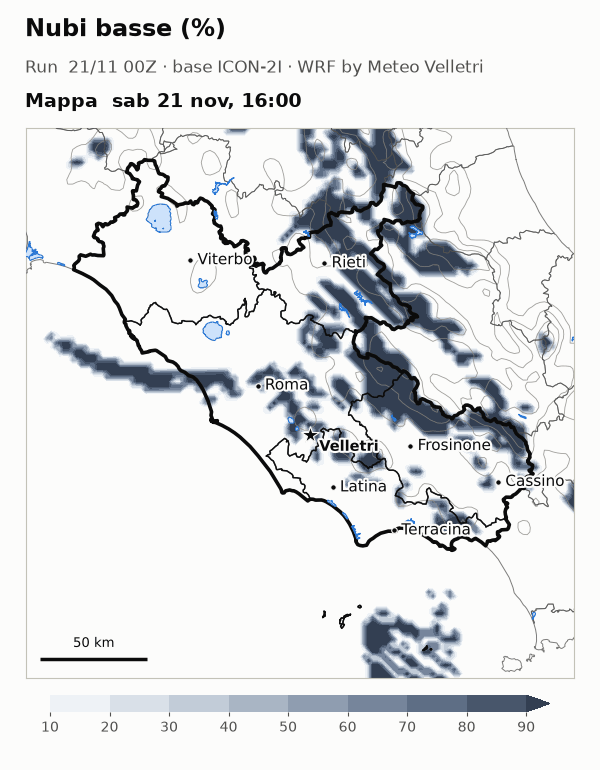 Nubi basse (%)
Run  21/11 00Z · base ICON-2I · WRF by Meteo Velletri
Mappa  sab 21 nov, 16:00
Viterbo
Rieti
Roma
Velletri
Frosinone
Cassino
Latina
Terracina
50 km
10 20 30 40 50 60 70 80 90